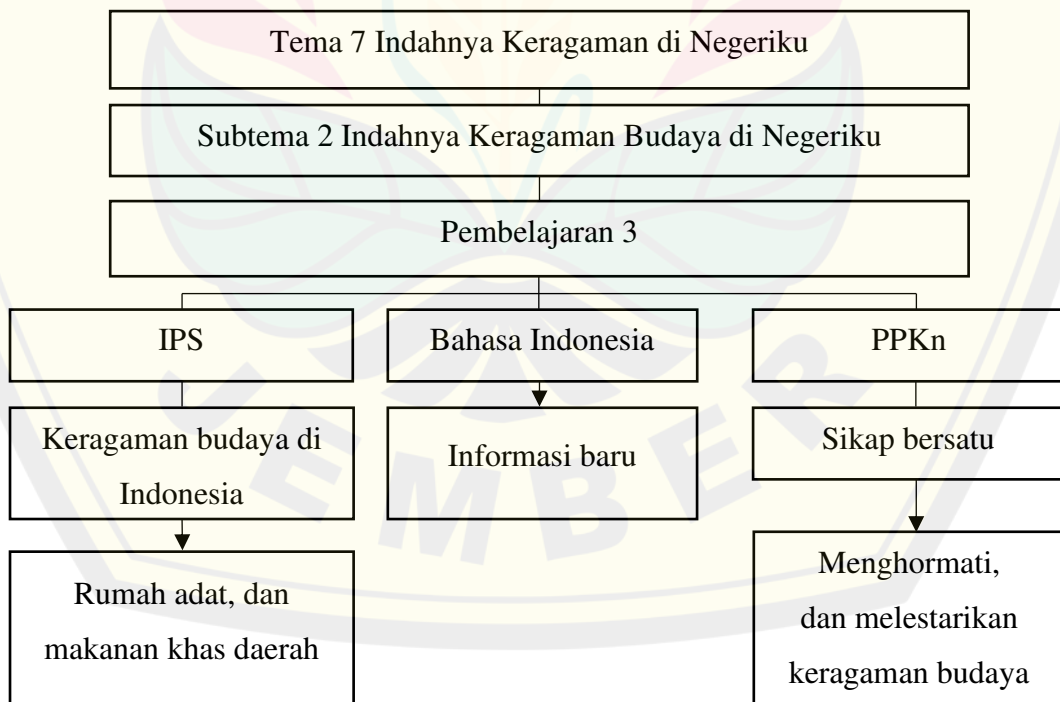 Tema 7 Indahnya Keragaman di Negeriku
Subtema 2 Indahnya Keragaman Budaya di Negeriku
Pembelajaran 3
IPS
Bahasa Indonesia
PPKn
Keragaman budaya di
Indonesia
Informasi baru
Sikap bersatu
Rumah adat, dan
makanan khas daerah
Menghormati,
dan melestarikan
keragaman budaya
JEMBER